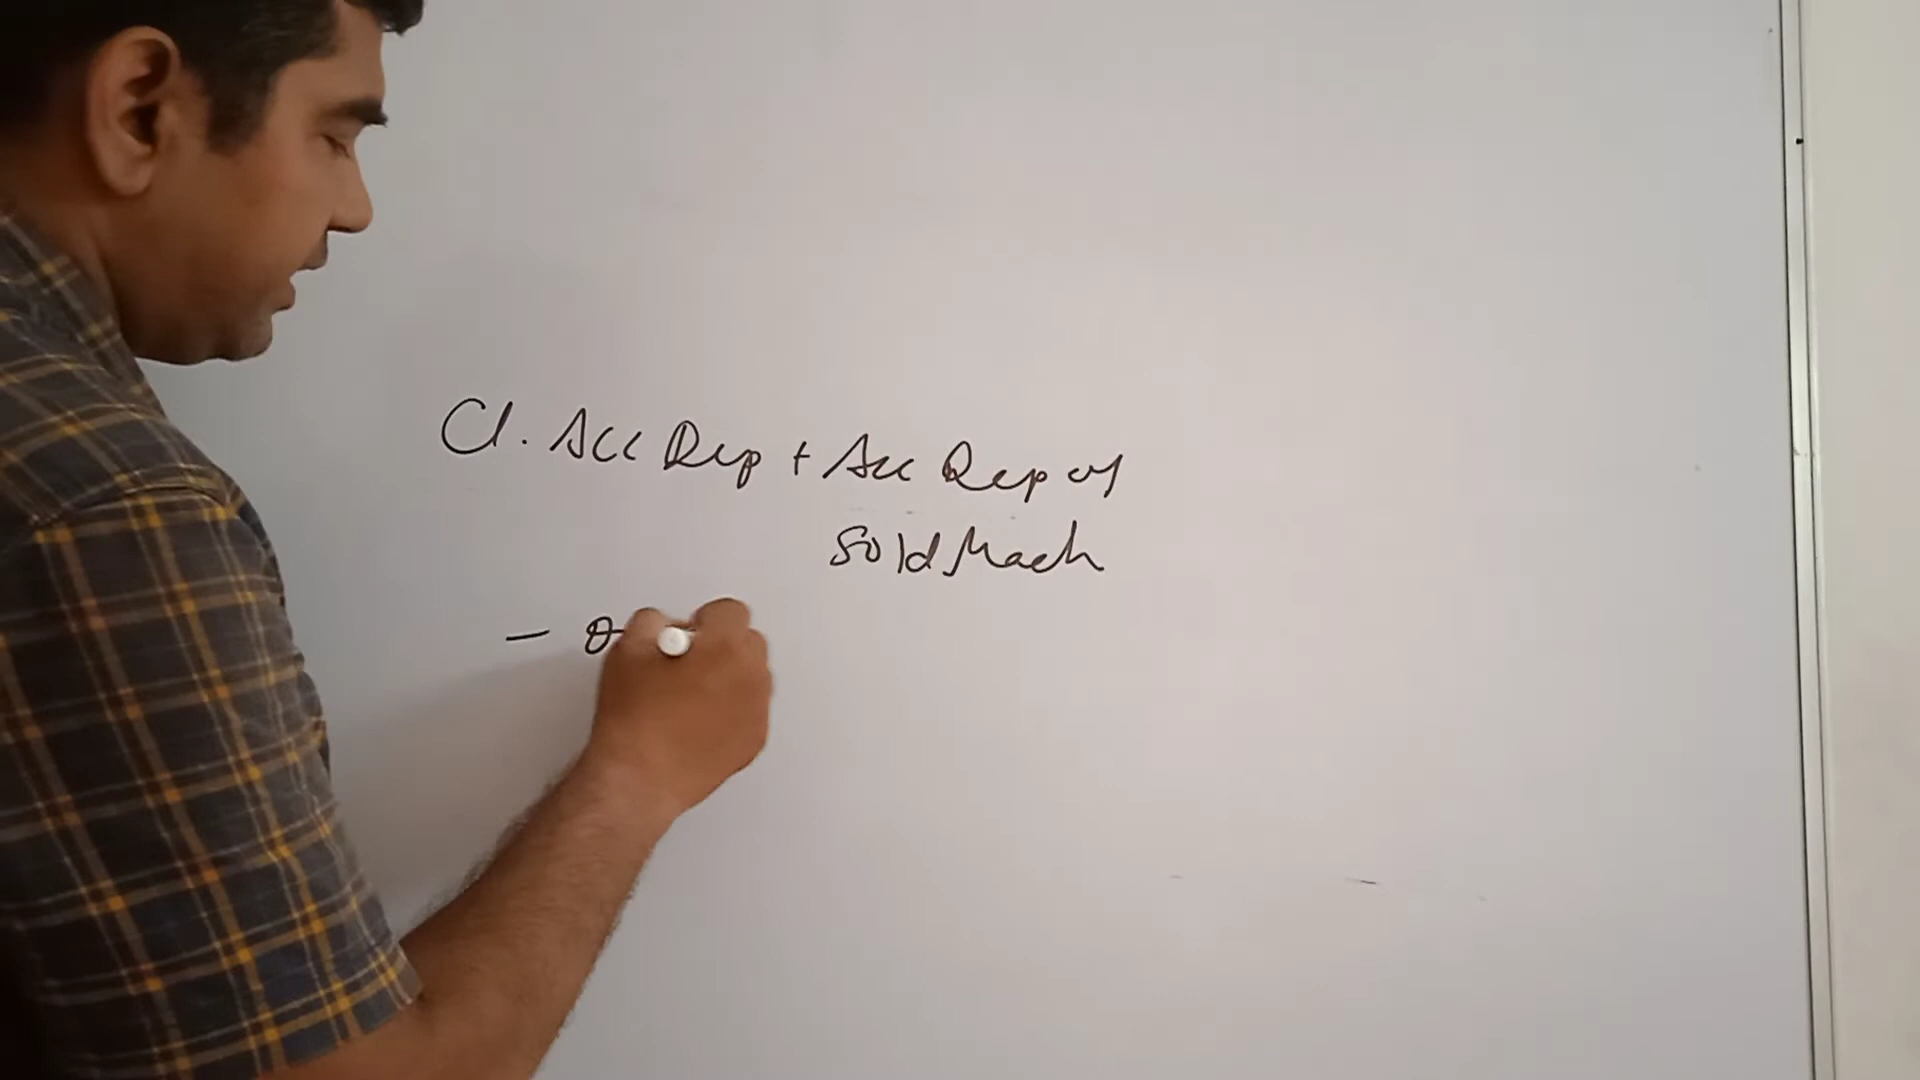 Cl. Acc Dep + Acc Dep of
Sold Mach
-